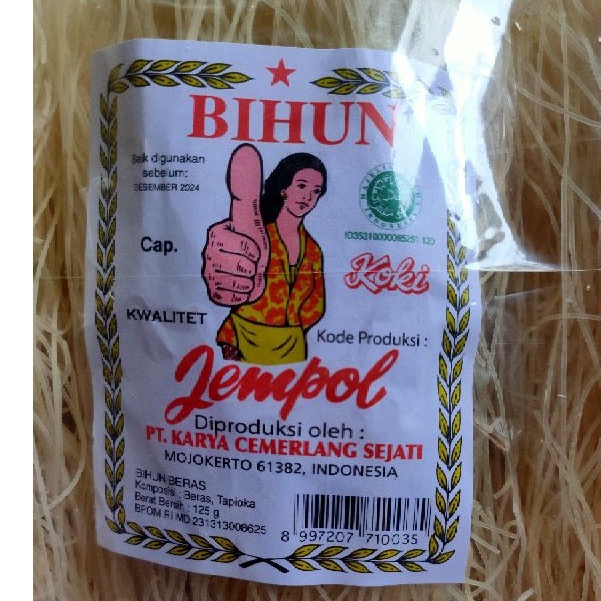 BIHUN
Baik digunakan
sebelum:
DESEMBER 2024
Cap.
Koki
KWALITET
Kode Produksi :
Jempol
Diproduksi oleh :
PT. KARYA CEMERLANG SEJATI
MOJOKERTO 61382, INDONESIA
BIHUN BERAS
Komposisi : Beras, Tapioka
Berat Bersih : 125 g
BPOM RI MD 231313008625
8 997207 710035